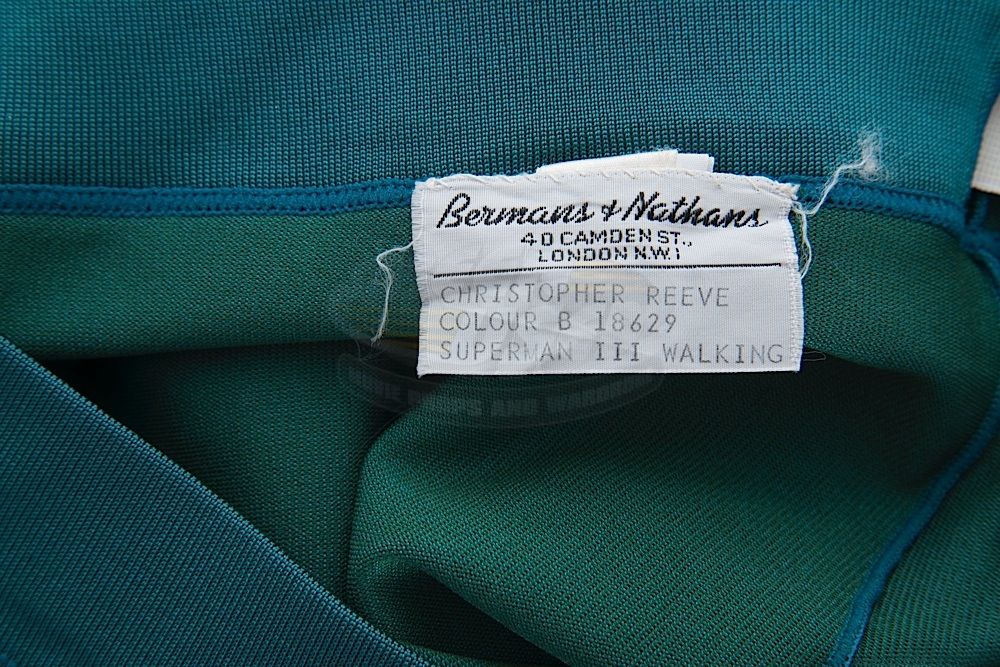 Bermans & Nathans
40 CAMDEN ST.,
LONDON N.W.1
CHRISTOPHER REEVE
COLOUR B 18629
SUPERMAN III WALKING